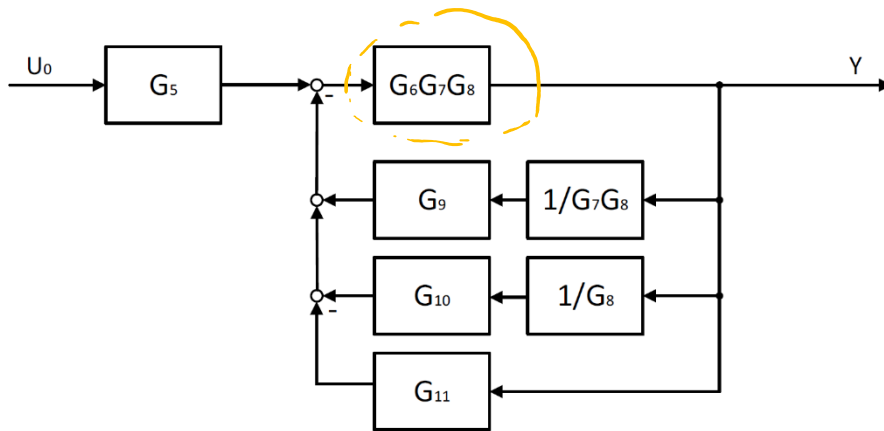 U₀ G₅ G₆G₇G₈ Y
-
G₉ 1/G₇G₈
G₁₀ 1/G₈
-
G₁₁